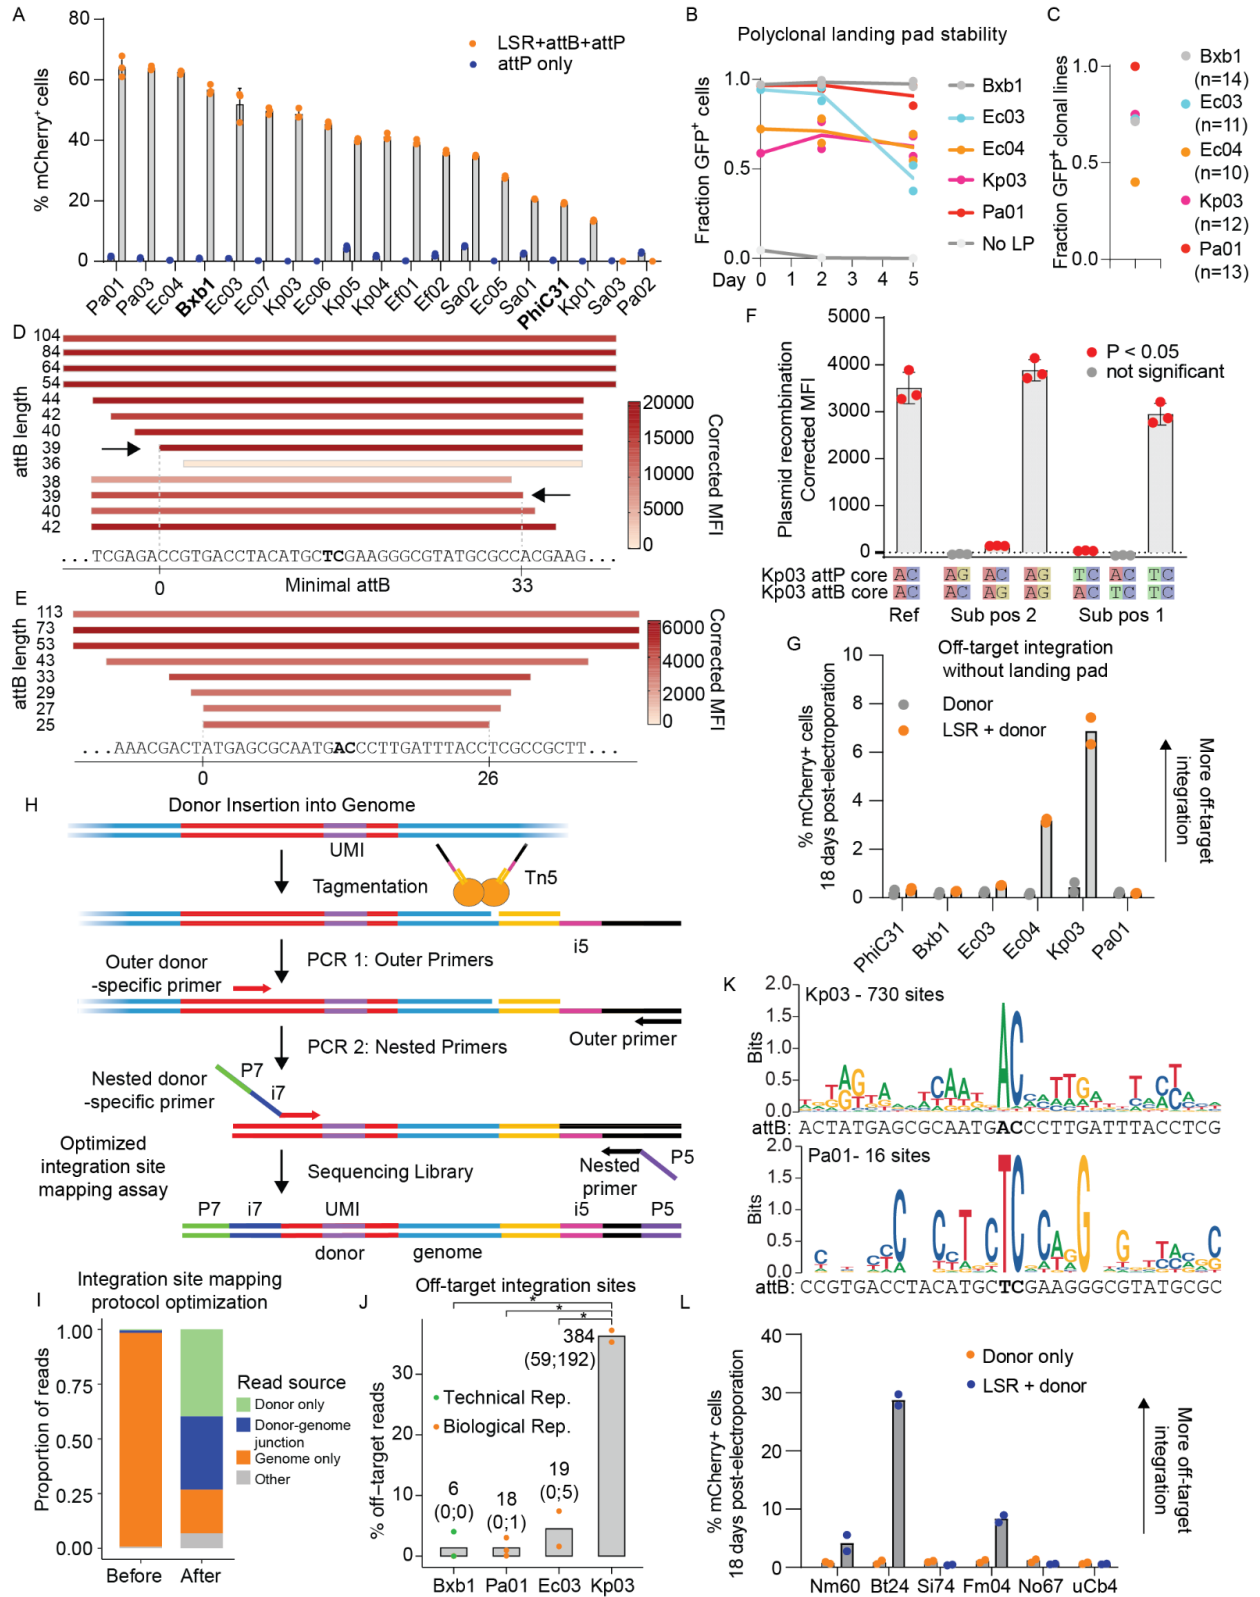 A
80
60
40
20
0
% mCherry⁺ cells
LSR+attB+attP
attP only
Pa01
Pa03
Ec04
Bxb1
Ec03
Ec07
Kp03
Ec06
Kp05
Kp04
Ef01
Ef02
Sa02
Ec05
Sa01
PhiC31
Kp01
Sa03
Pa02
B
Polyclonal landing pad stability
Fraction GFP⁺ cells
1.0
0.5
0.0
Day 0 1 2 3 4 5
Bxb1
Ec03
Ec04
Kp03
Pa01
No LP
C
Fraction GFP⁺ clonal lines
1.0
0.5
0.0
Bxb1
(n=14)
Ec03
(n=11)
Ec04
(n=10)
Kp03
(n=12)
Pa01
(n=13)
D
attB length
104
84
64
54
44
42
40
39
36
38
39
40
42
20000
15000
10000
5000
0
Corrected MFI
...TCGAGACCGTGACCTACATGCTCGAAGGGCGTATGCGCCACGAAG...
0 Minimal attB 33
E
attB length
113
73
53
43
33
29
27
25
6000
4000
2000
0
Corrected MFI
...AAACGACTATGAGCGCAATGACCCTTGATTTACCTCGCCGCTT...
0 26
F
Plasmid recombination
Corrected MFI
5000
4000
3000
2000
1000
0
P < 0.05
not significant
Kp03 attP core AC AG AC AG TC AC TC
Kp03 attB core AC AC AG AG AC TC TC
Ref Sub pos 2 Sub pos 1
G
Off-target integration
without landing pad
% mCherry+ cells
18 days post-electroporation
10
8
6
4
2
0
Donor
LSR + donor
More off-target
integration
PhiC31
Bxb1
Ec03
Ec04
Kp03
Pa01
H
Donor Insertion into Genome
UMI
Tagmentation
Tn5
i5
PCR 1: Outer Primers
Outer donor
-specific primer
Outer primer
PCR 2: Nested Primers
P7
i7
Nested donor
-specific primer
Optimized
integration site
mapping assay
Nested
primer
P5
Sequencing Library
P7 i7 UMI i5 P5
donor genome
I
Integration site mapping
protocol optimization
Proportion of reads
1.00
0.75
0.50
0.25
0.00
Before After
Read source
Donor only
Donor-genome
junction
Genome only
Other
J
Off-target integration sites
% off-target reads
30
20
10
0
* * *
384
(59;192)
Technical Rep.
Biological Rep.
6
(0;0)
18
(0;1)
19
(0;5)
Bxb1 Pa01 Ec03 Kp03
K
Kp03 - 730 sites
Bits
2.0
1.5
1.0
0.5
0.0
attB: ACTATGAGCGCAATGACCCTTGATTTACCTCG
Pa01- 16 sites
Bits
2.0
1.5
1.0
0.5
0.0
attB: CCGTGACCTACATGCTCGAAGGGCGTATGCGC
L
% mCherry+ cells
18 days post-electroporation
40
30
20
10
0
Donor only
LSR + donor
More off-target
integration
Nm60 Bt24 Si74 Fm04 No67 uCb4